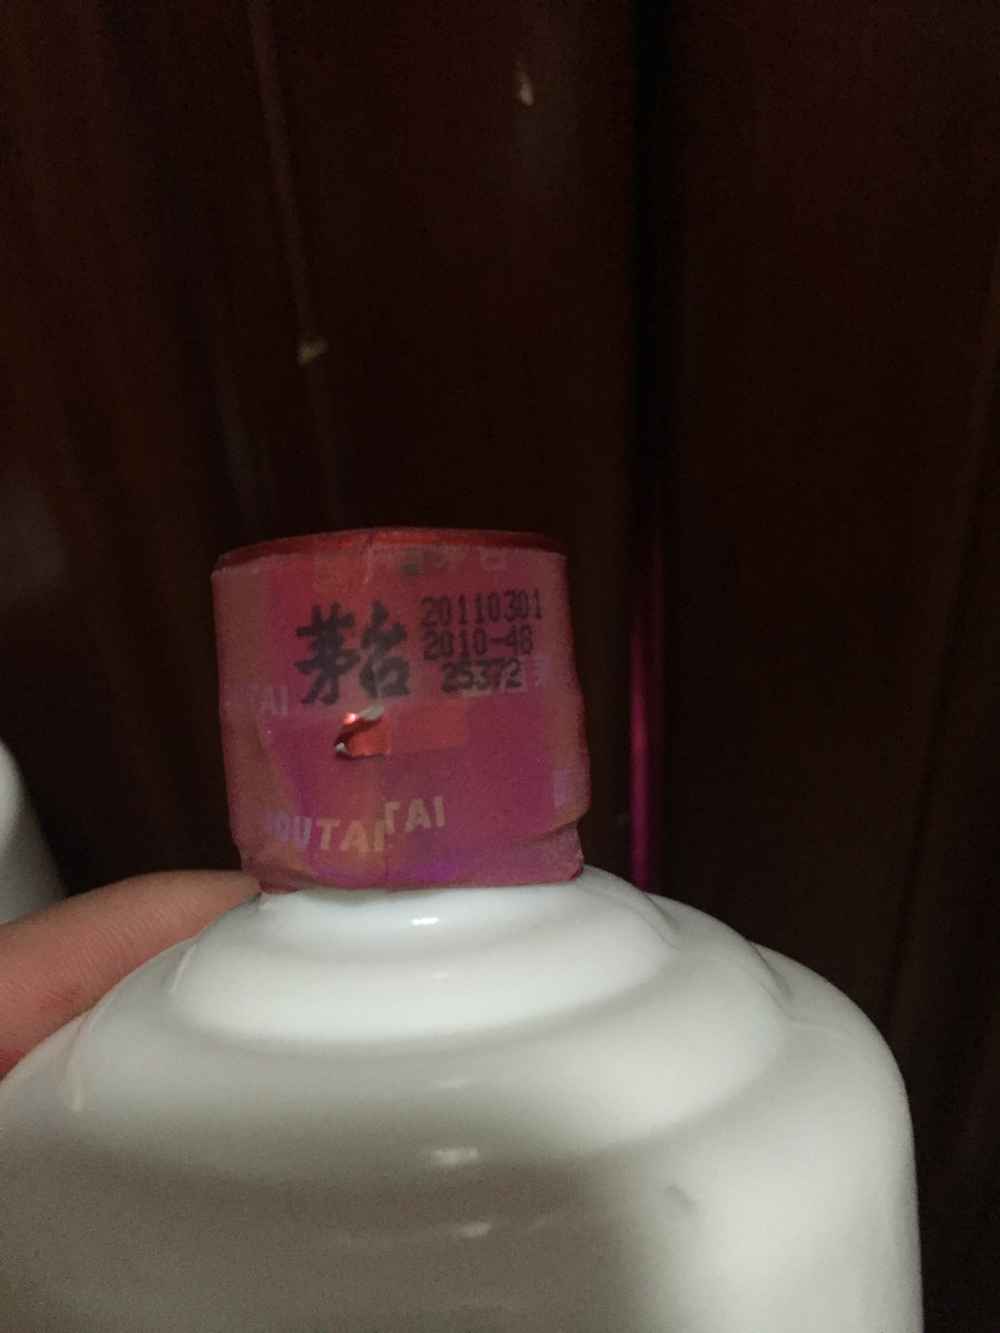 茅台
20110301
2010-48
25372
TAI
OUTAI
TAI